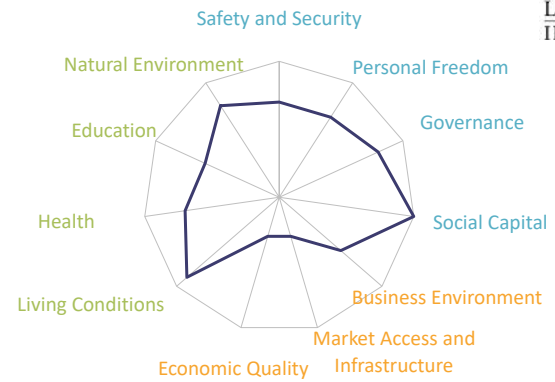 Safety and Security
Natural Environment
Personal Freedom
Education
Governance
Health
Social Capital
Living Conditions
Business Environment
Market Access and
Infrastructure
Economic Quality